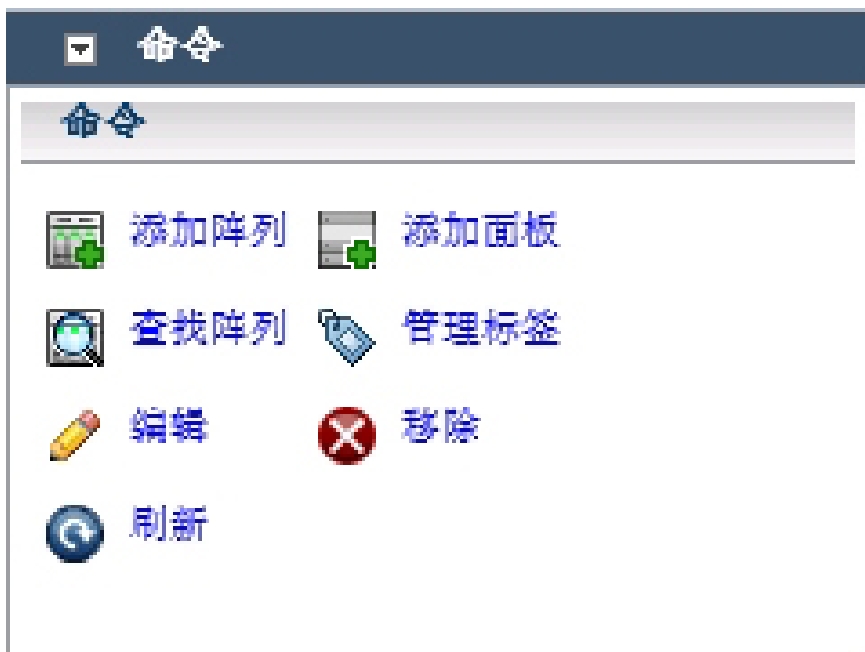 命令
命令
添加阵列 添加面板
查找阵列 管理标签
编辑 移除
刷新